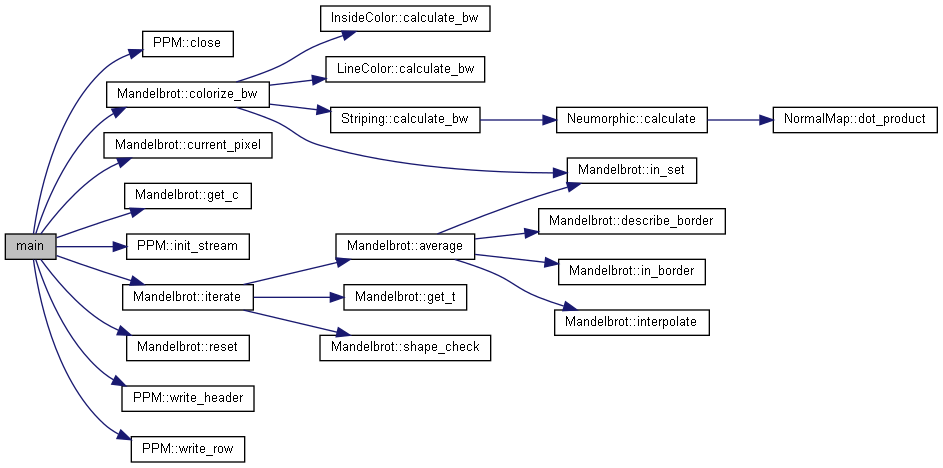 InsideColor::calculate_bw
PPM::close
LineColor::calculate_bw
Mandelbrot::colorize_bw
Striping::calculate_bw
Neumorphic::calculate
NormalMap::dot_product
Mandelbrot::current_pixel
Mandelbrot::in_set
Mandelbrot::get_c
Mandelbrot::describe_border
main
PPM::init_stream
Mandelbrot::average
Mandelbrot::in_border
Mandelbrot::iterate
Mandelbrot::get_t
Mandelbrot::interpolate
Mandelbrot::reset
Mandelbrot::shape_check
PPM::write_header
PPM::write_row